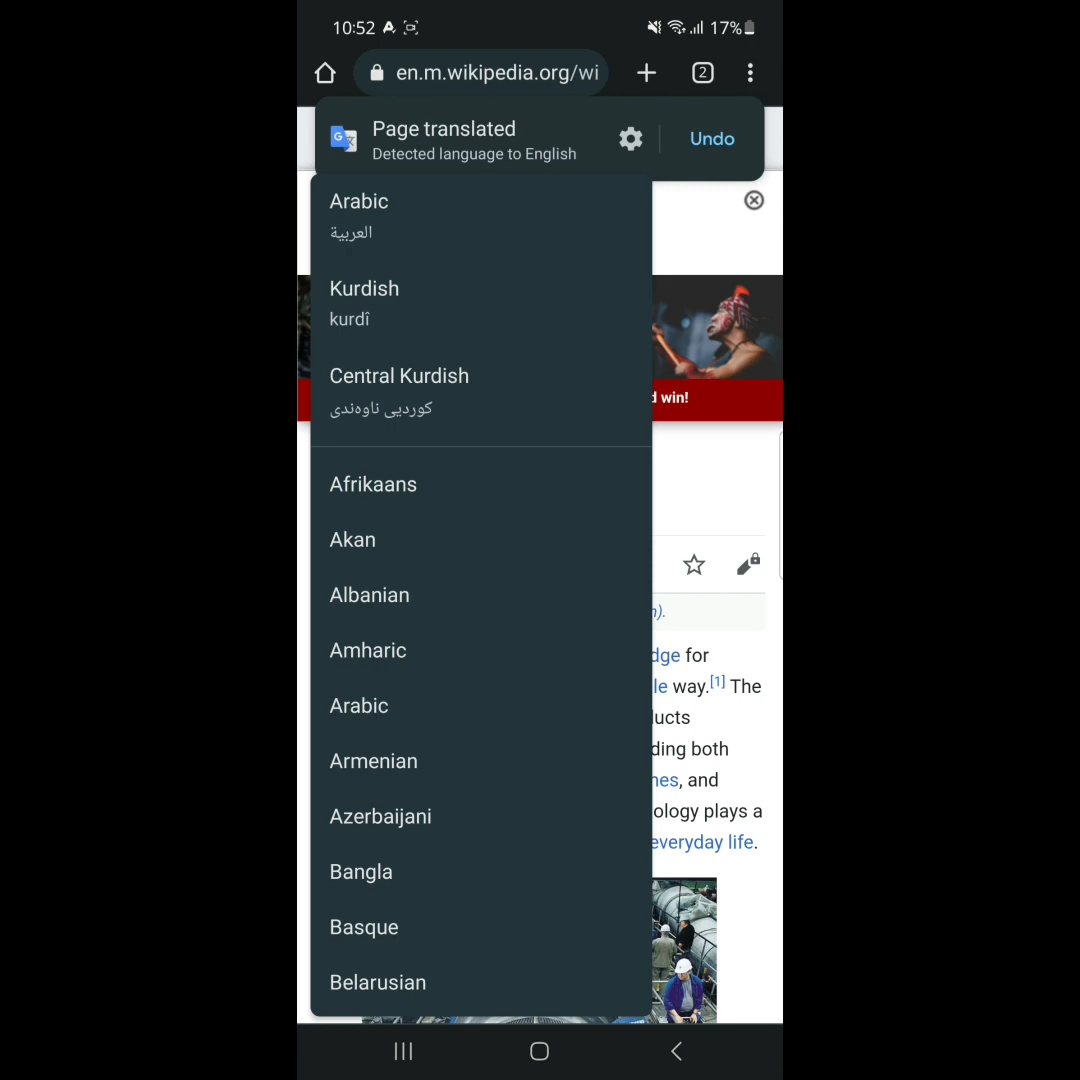 10:52
17%
en.m.wikipedia.org/wi
2
Page translated
Detected language to English
Undo
Arabic
العربية
Kurdish
kurdî
Central Kurdish
کوردیی ناوەندی
d win!
Afrikaans
Akan
Albanian
n).
Amharic
dge for
le way.[1] The
Arabic
lucts
ding both
Armenian
nes, and
Azerbaijani
ology plays a
everyday life.
Bangla
Basque
Belarusian